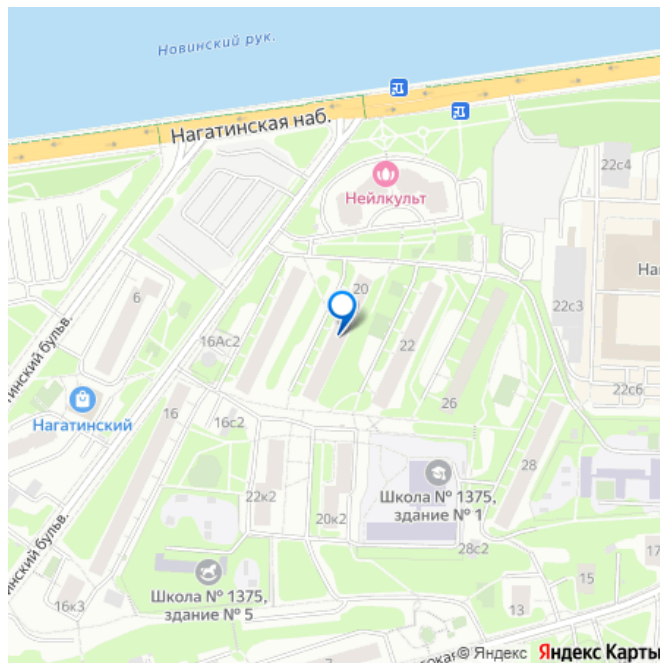 Новинский рук.
Нагатинская наб.
22с4
Нейлкульт
На
20
6
22с3
16Ас2
22
тинский бульв.
22с6
26
Нагатинский
16
16с2
28
Школа № 1375,
здание № 1
22к2
20к2
28с2
инский бульв.
17
Школа № 1375,
здание № 5
15
16к3
13
© Яндекс Яндекс Карты